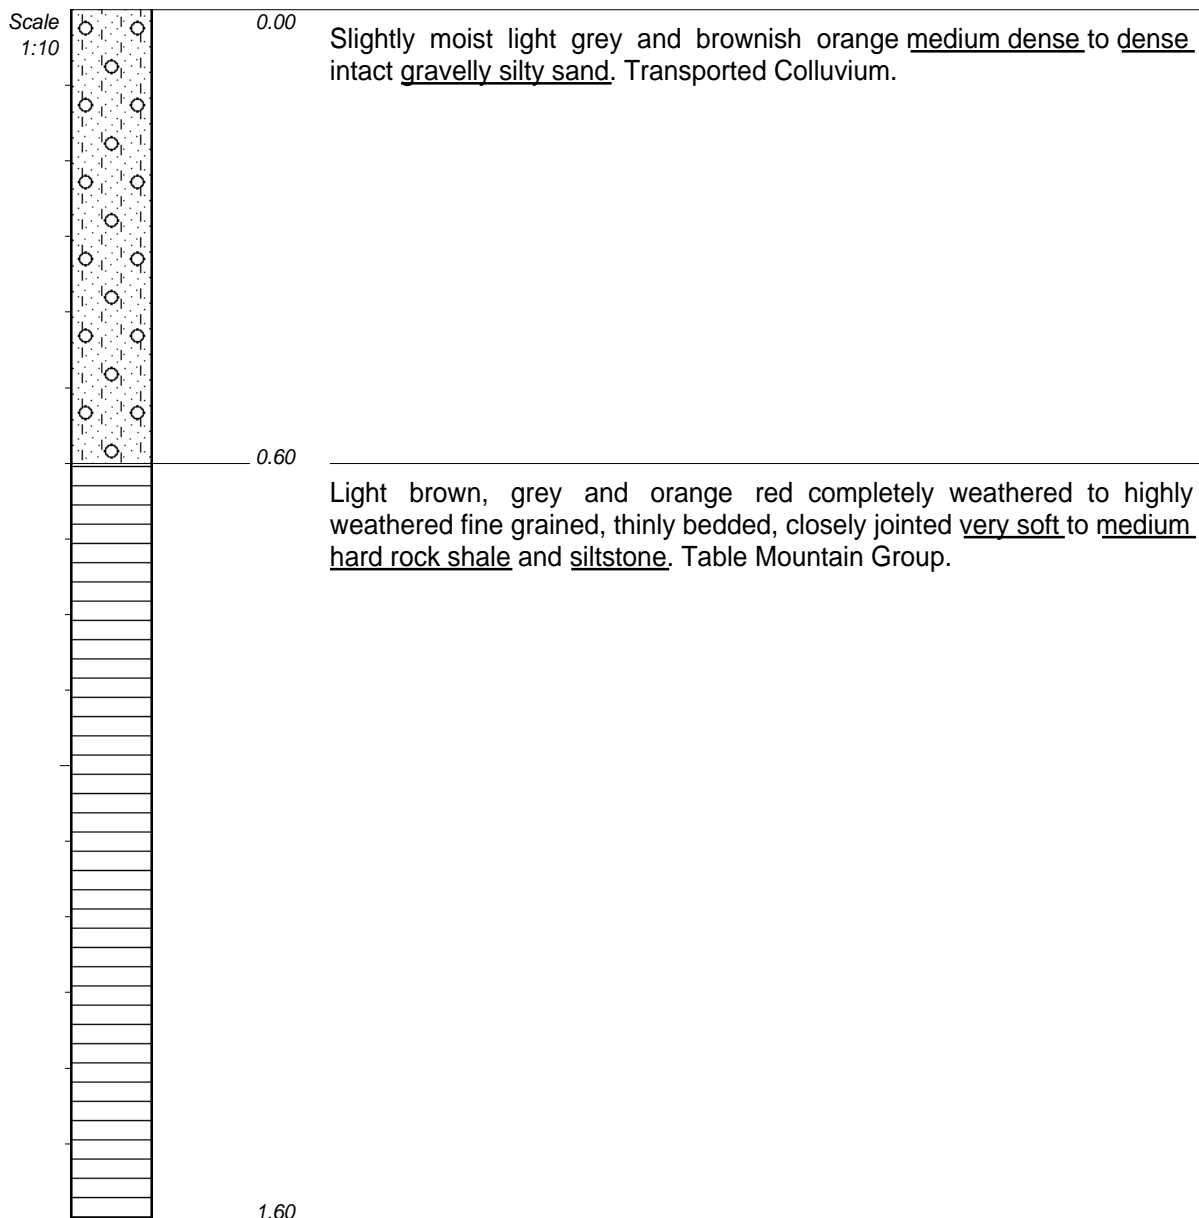 Scale
1:10
0.00
Slightly moist light grey and brownish orange medium dense to dense
intact gravelly silty sand. Transported Colluvium.
0.60
Light brown, grey and orange red completely weathered to highly
weathered fine grained, thinly bedded, closely jointed very soft to medium
hard rock shale and siltstone. Table Mountain Group.
1.60